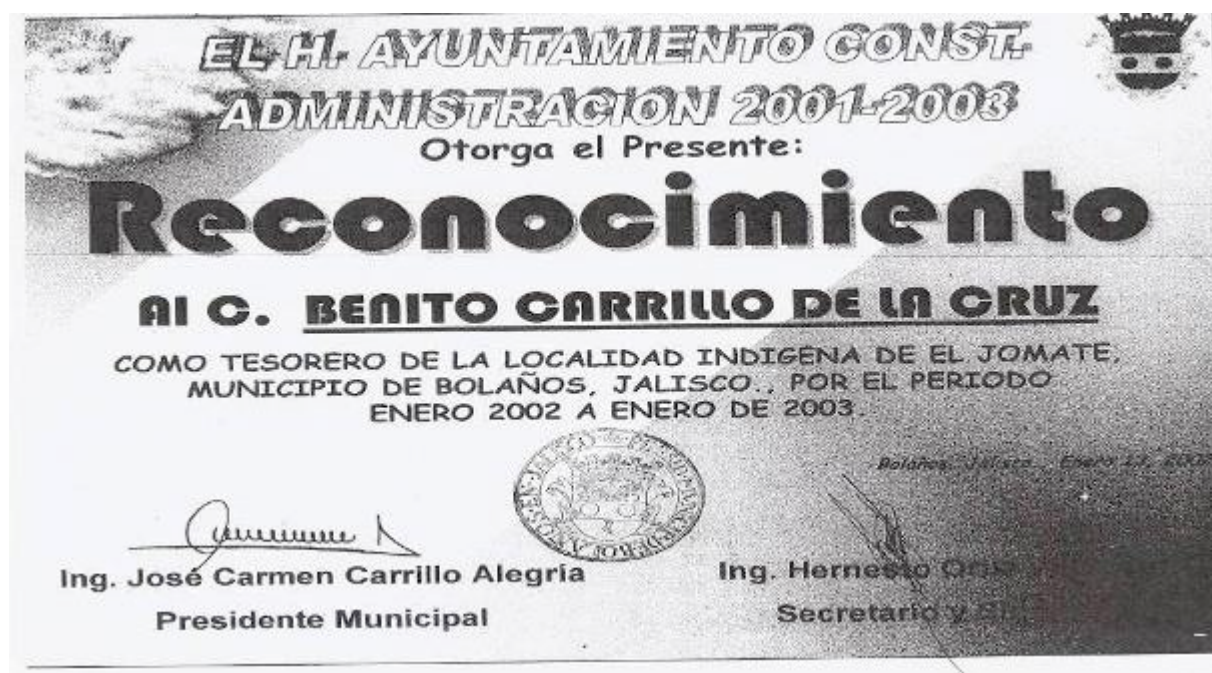 EL H. AYUNTAMIENTO CONST.
ADMINISTRACION 2001-2003
Otorga el Presente:
Reconocimiento
Al C. BENITO CARRILLO DE LA CRUZ
COMO TESORERO DE LA LOCALIDAD INDIGENA DE EL JOMATE,
MUNICIPIO DE BOLAÑOS, JALISCO., POR EL PERIODO
ENERO 2002 A ENERO DE 2003.
Bolaños, Jalisco., Enero
Ing. José Carmen Carrillo Alegría
Presidente Municipal
Ing. Hernesto
Secretario y